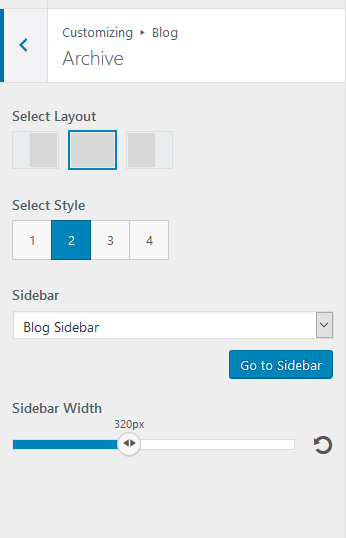 Customizing ▸ Blog
Archive
Select Layout
Select Style
1 2 3 4
Sidebar
Blog Sidebar
Go to Sidebar
Sidebar Width
320px